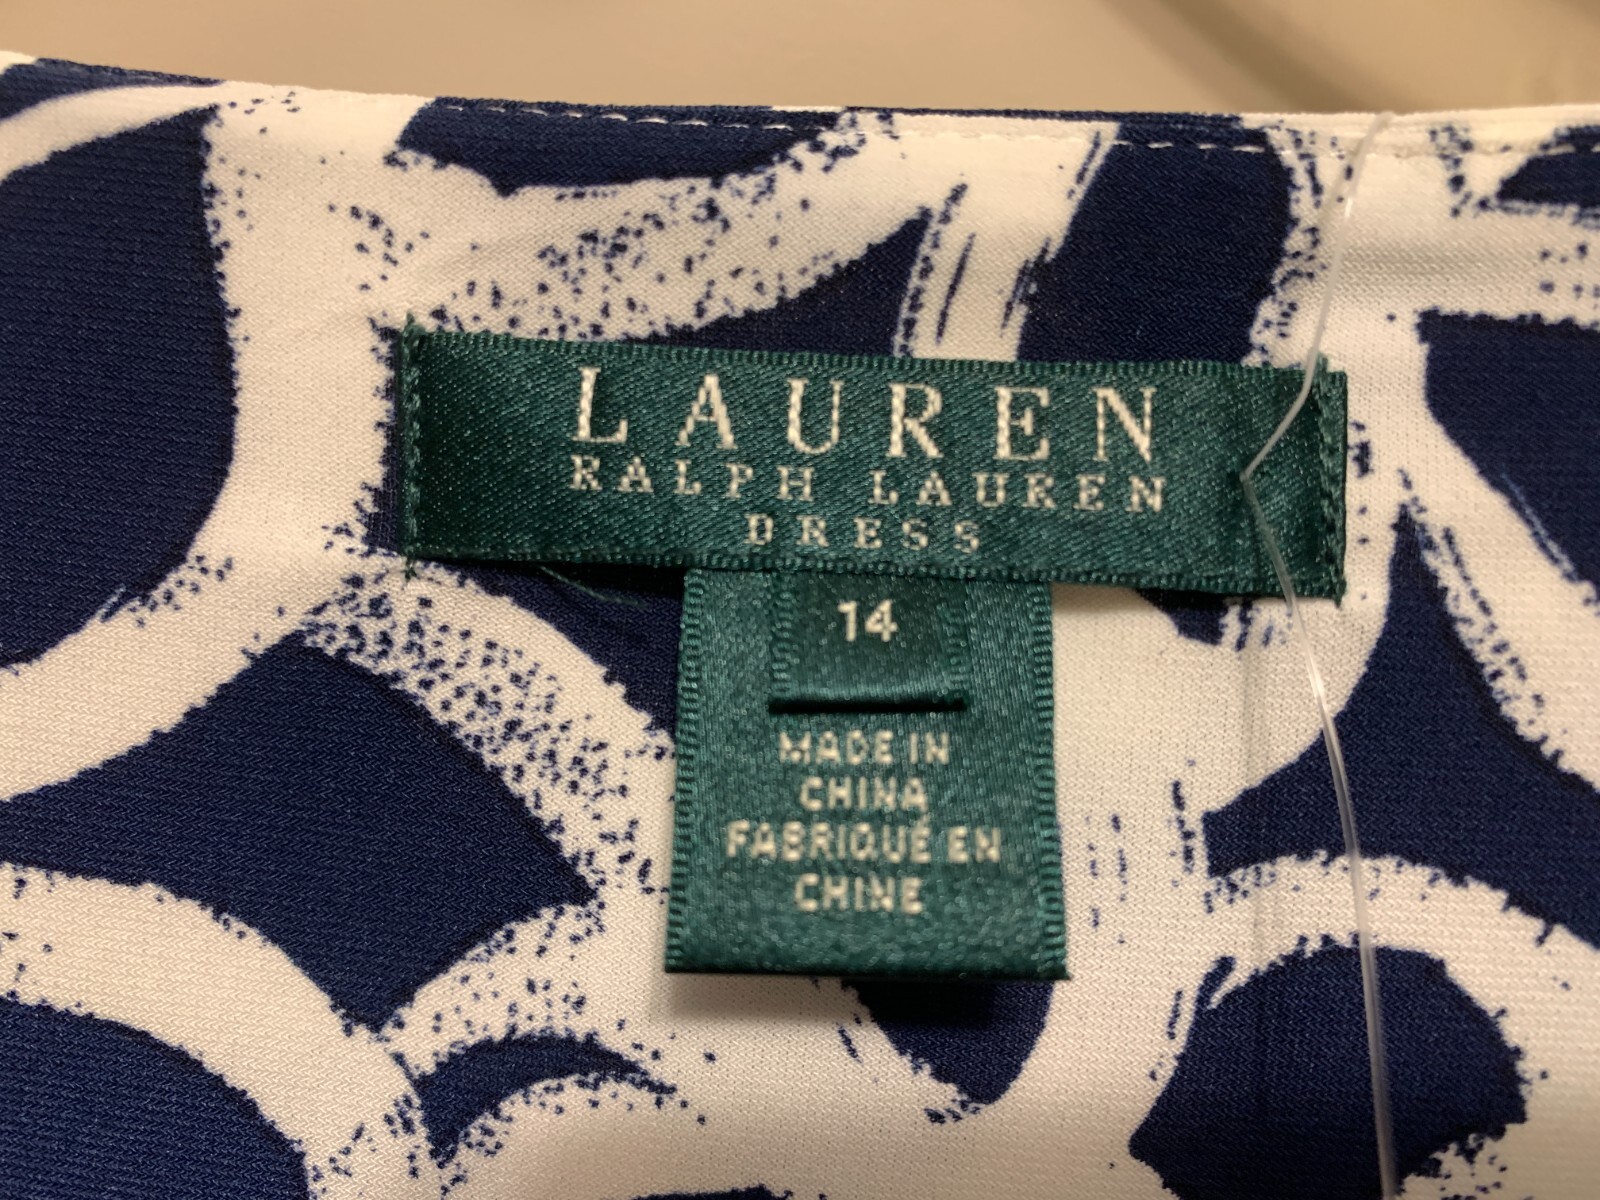 LAUREN
RALPH LAUREN
DRESS
14
MADE IN
CHINA
FABRIQUÉ EN
CHINE